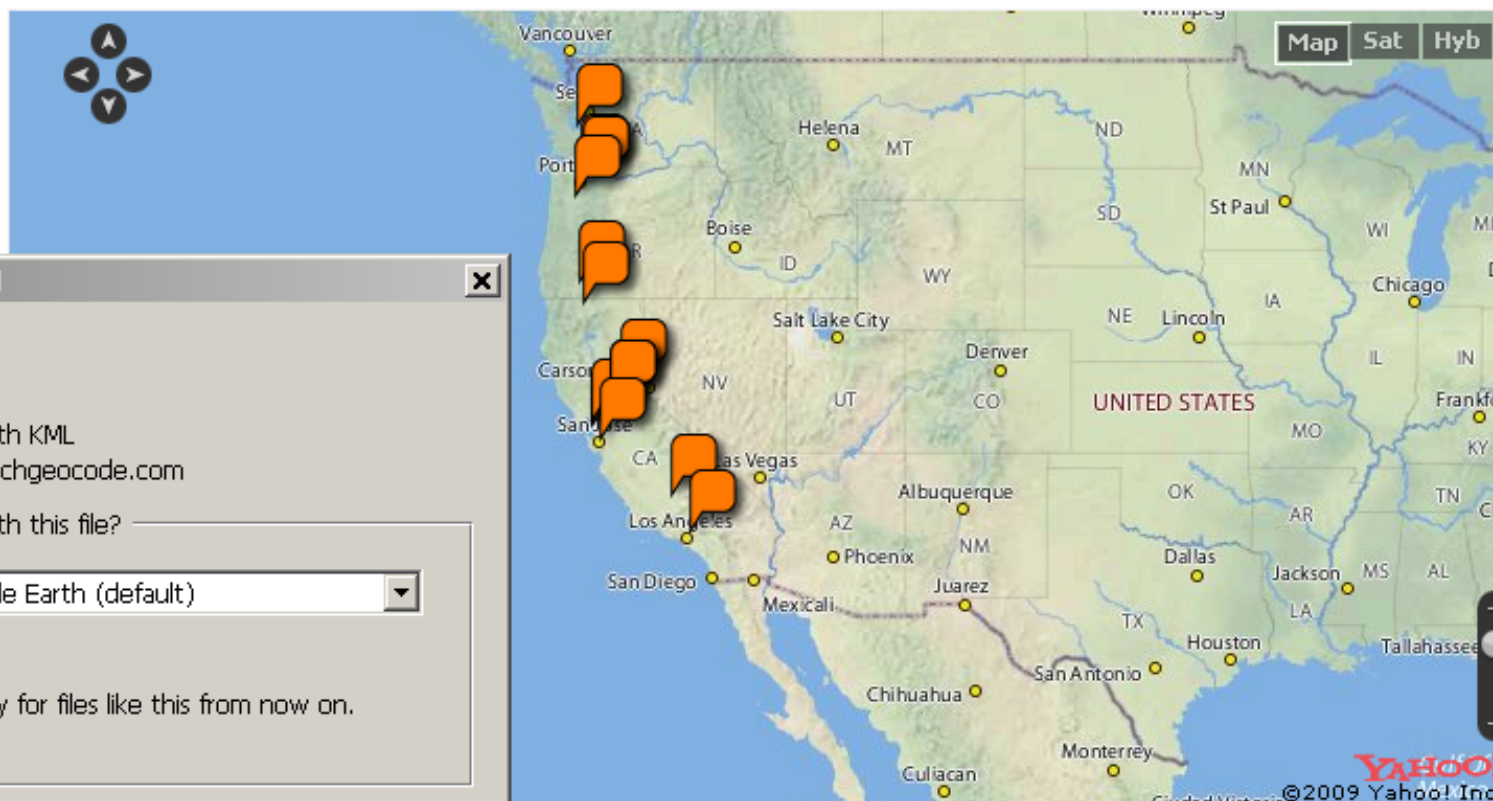 Vancouver
Map Sat Hyb
Helena
MT
ND
MN
SD
St Paul
WI
Boise
ID
WY
Chicago
IA
Salt Lake City
NE
Lincoln
Denver
IL
IN
NV
UT
CO
UNITED STATES
MO
KY
CA
Albuquerque
OK
TN
Los Angeles
AZ
AR
Phoenix
NM
Dallas
San Diego
Juarez
Jackson
MS
AL
Mexicali
LA
TX
Houston
Tallahassee
San Antonio
Chihuahua
Monterrey
Culiacan
YAHOO
©2009 Yahoo! Inc
th KML
chgeocode.com
th this file?
le Earth (default)
y for files like this from now on.